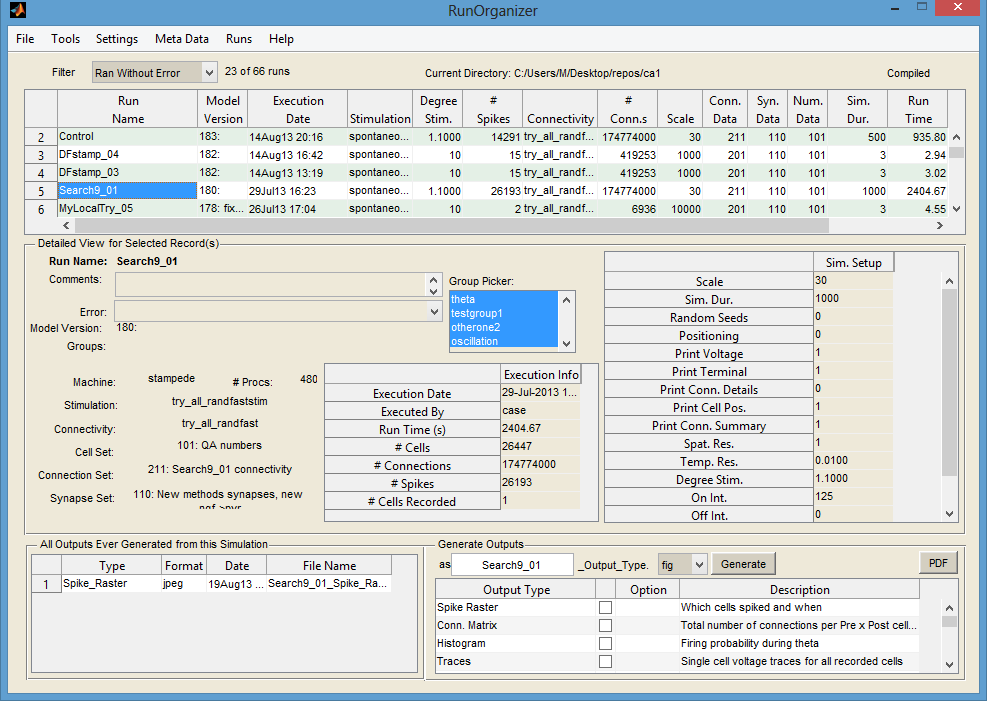 RunOrganizer
File Tools Settings Meta Data Runs Help
Filter Ran Without Error 23 of 66 runs Current Directory: C:/Users/M/Desktop/repos/ca1 Compiled
Run Name Model Version Execution Date Stimulation Degree Stim. # Spikes Connectivity # Conn.s Scale Conn. Data Syn. Data Num. Data Sim. Dur. Run Time
2 Control 183: 14Aug13 20:16 spontaneo... 1.1000 14291 try_all_randf... 174774000 30 211 110 101 500 935.80
3 DFstamp_04 182: 14Aug13 16:42 spontaneo... 10 15 try_all_randf... 419253 1000 201 110 101 3 2.94
4 DFstamp_03 182: 14Aug13 13:19 spontaneo... 10 15 try_all_randf... 419253 1000 201 110 101 3 3.02
5 Search9_01 180: 29Jul13 16:23 spontaneo... 1.1000 26193 try_all_randf... 174774000 30 211 110 101 1000 2404.67
6 MyLocalTry_05 178: fix... 26Jul13 17:04 spontaneo... 10 2 try_all_randf... 6936 10000 201 110 101 3 4.55
Detailed View for Selected Record(s)
Run Name: Search9_01
Comments:
Error:
Model Version: 180:
Groups:
Group Picker:
theta
testgroup1
otherone2
oscillation
Machine: stampede # Procs: 480
Stimulation: try_all_randfaststim
Connectivity: try_all_randfast
Cell Set: 101: QA numbers
Connection Set: 211: Search9_01 connectivity
Synapse Set: 110: New methods synapses, new
ngf->pyr
Execution Info
Execution Date 29-Jul-2013 1...
Executed By case
Run Time (s) 2404.67
# Cells 26447
# Connections 174774000
# Spikes 26193
# Cells Recorded 1
Sim. Setup
Scale 30
Sim. Dur. 1000
Random Seeds 0
Positioning 0
Print Voltage 1
Print Terminal 1
Print Conn. Details 0
Print Cell Pos. 1
Print Conn. Summary 1
Spat. Res. 1
Temp. Res. 0.0100
Degree Stim. 1.1000
On Int. 125
Off Int. 0
All Outputs Ever Generated from this Simulation
Type Format Date File Name
1 Spike_Raster jpeg 19Aug13 ... Search9_01_Spike_Ra...
Generate Outputs
as Search9_01 _Output_Type. fig Generate PDF
Output Type Option Description
Spike Raster Which cells spiked and when
Conn. Matrix Total number of connections per Pre x Post cell...
Histogram Firing probability during theta
Traces Single cell voltage traces for all recorded cells